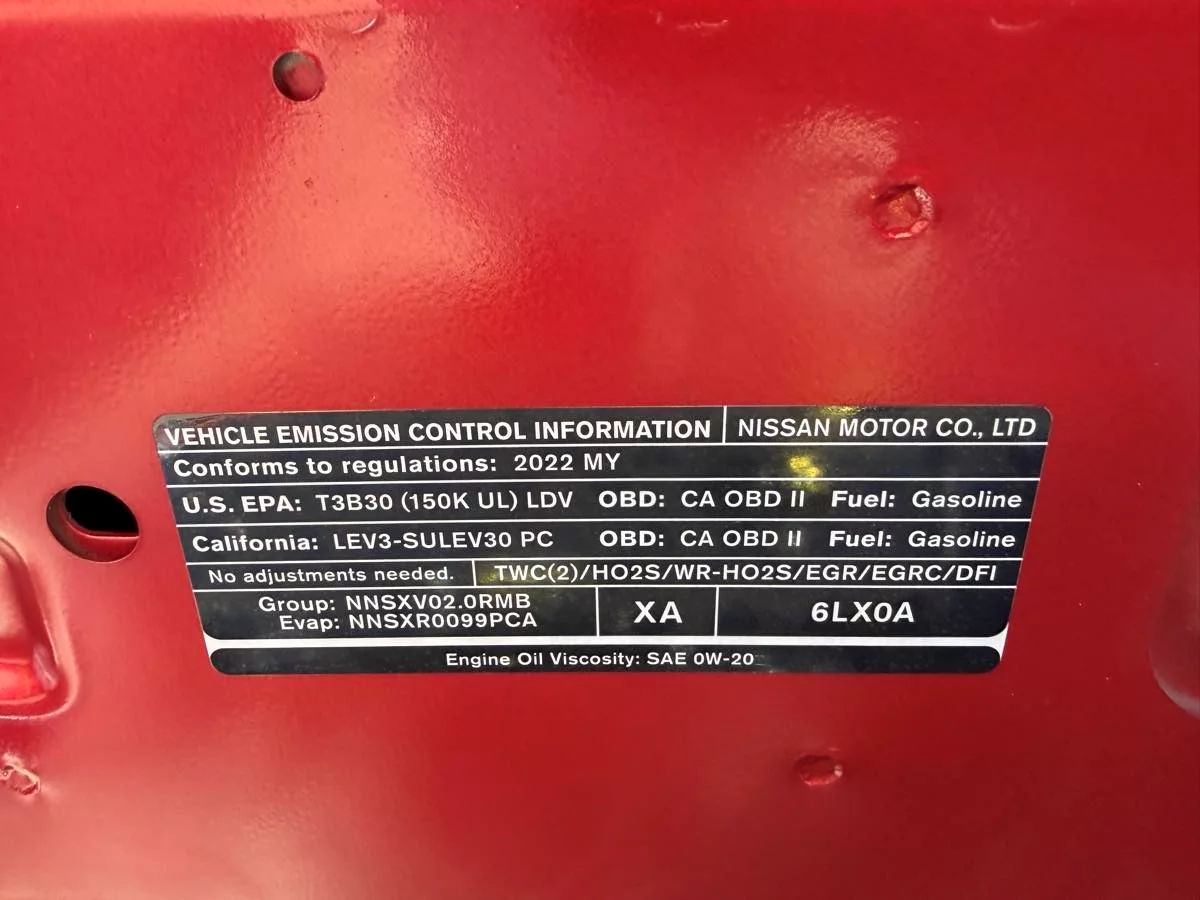 VEHICLE EMISSION CONTROL INFORMATION NISSAN MOTOR CO., LTD
Conforms to regulations: 2022 MY
U.S. EPA: T3B30 (150K UL) LDV OBD: CA OBD II Fuel: Gasoline
California: LEV3-SULEV30 PC OBD: CA OBD II Fuel: Gasoline
No adjustments needed. TWC(2)/HO2S/WR-HO2S/EGR/EGRC/DFI
Group: NNSXV02.0RMB
Evap: NNSXR0099PCA
XA
6LX0A
Engine Oil Viscosity: SAE 0W-20